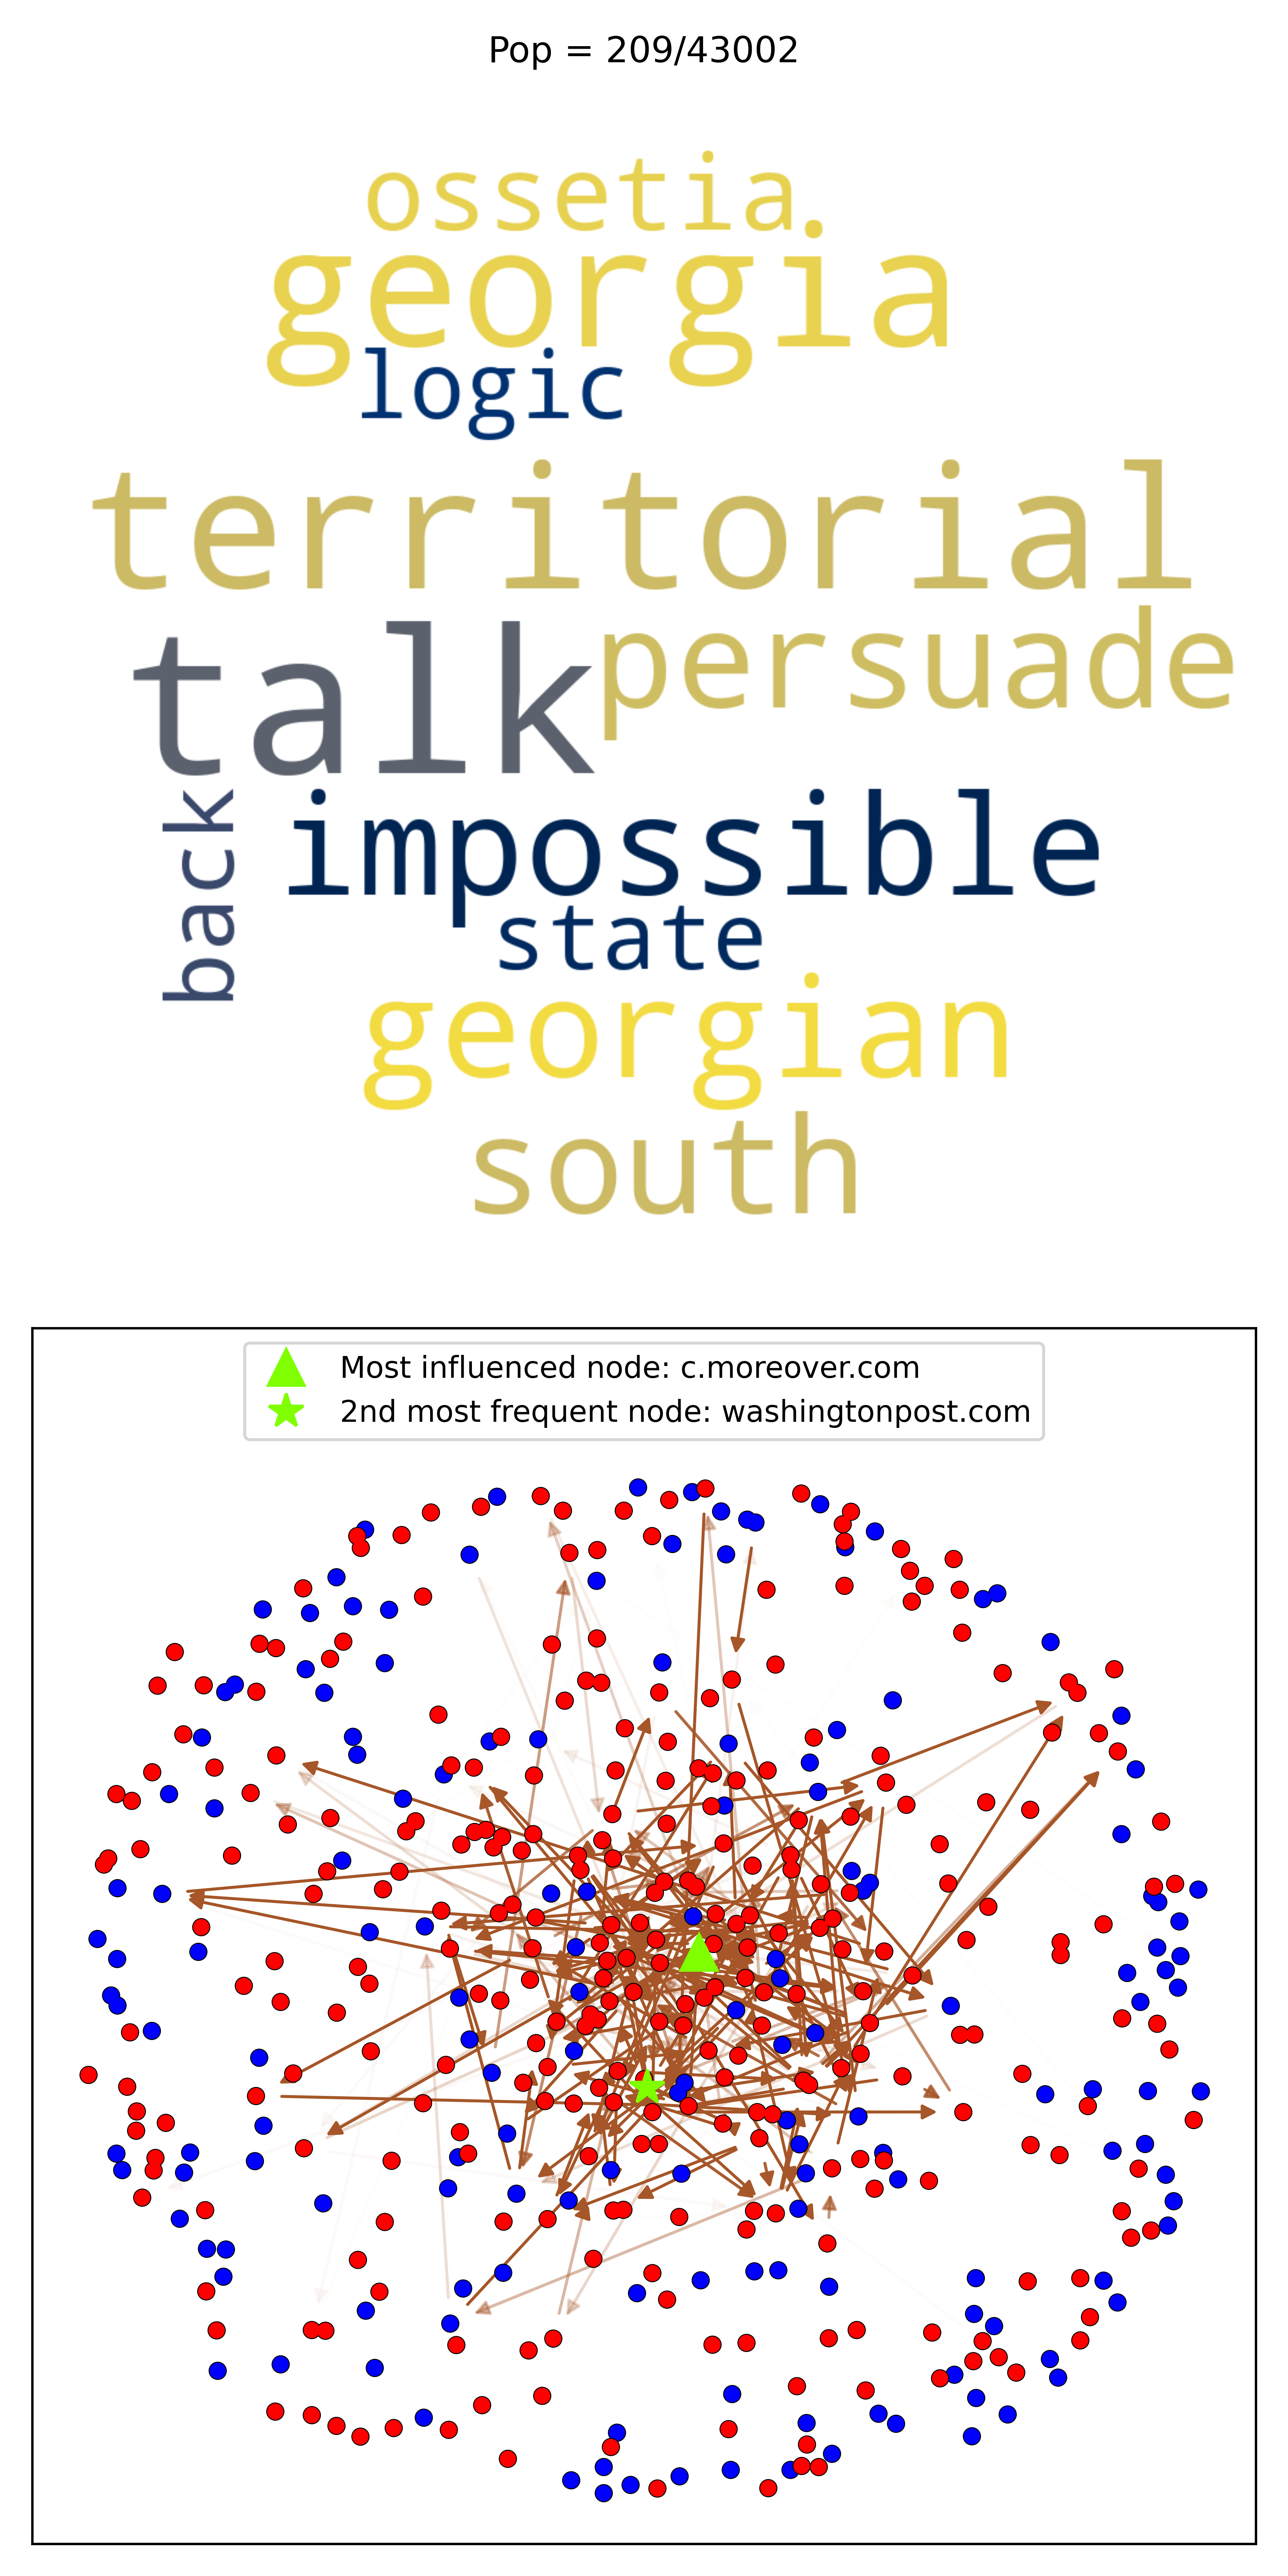 Pop = 209/43002
ossetia
georgia
logic
territorial
talk persuade
back
impossible
state
georgian
south
Most influenced node: c.moreover.com
2nd most frequent node: washingtonpost.com